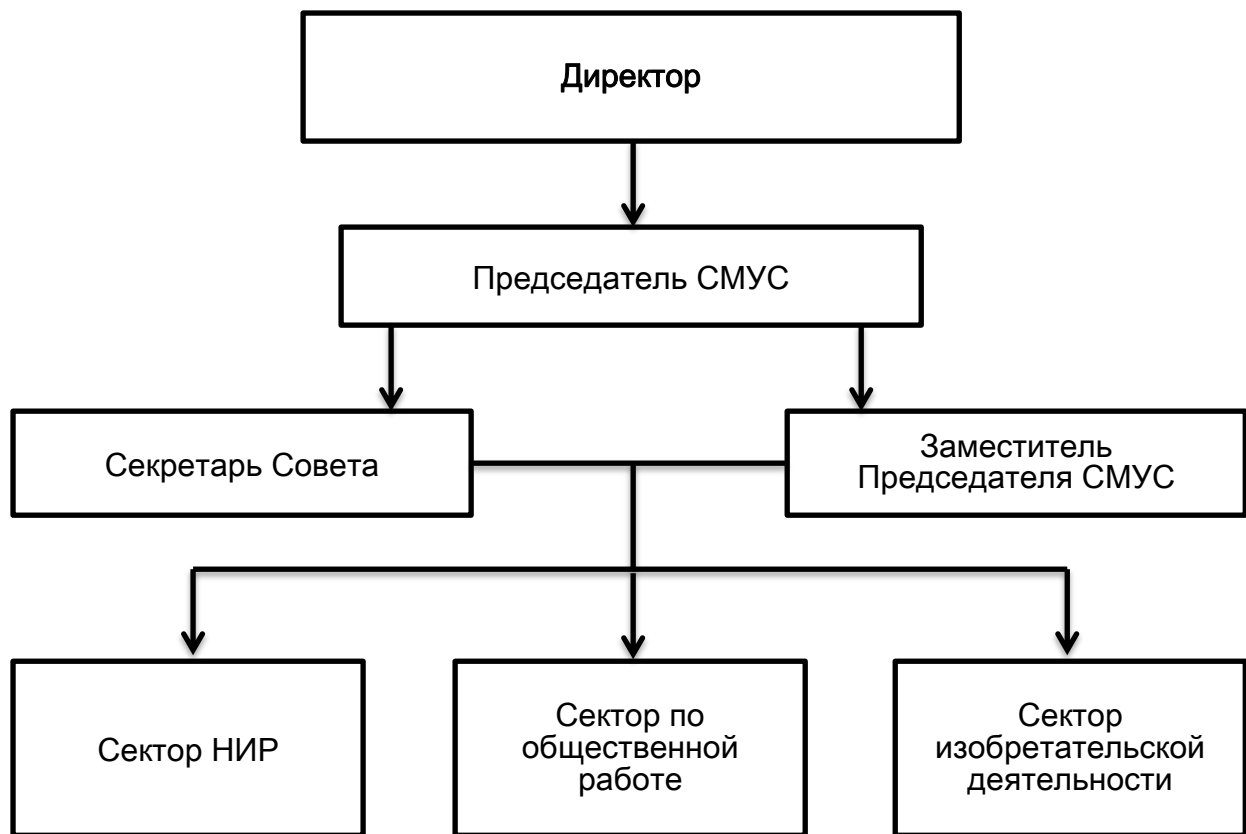 Директор
Председатель СМУС
Секретарь Совета
Заместитель
Председателя СМУС
Сектор НИР
Сектор по
общественной
работе
Сектор
изобретательской
деятельности